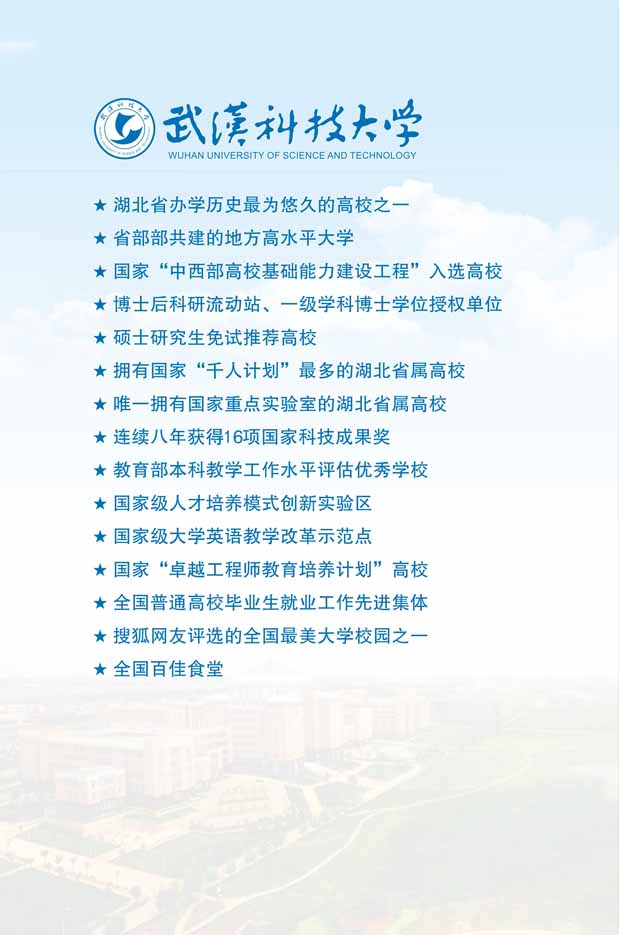 武漢科技大学
WUHAN UNIVERSITY OF SCIENCE AND TECHNOLOGY
★ 湖北省办学历史最为悠久的高校之一
★ 省部部共建的地方高水平大学
★ 国家“中西部高校基础能力建设工程”入选高校
★ 博士后科研流动站、一级学科博士学位授权单位
★ 硕士研究生免试推荐高校
★ 拥有国家“千人计划”最多的湖北省属高校
★ 唯一拥有国家重点实验室的湖北省属高校
★ 连续八年获得16项国家科技成果奖
★ 教育部本科教学工作水平评估优秀学校
★ 国家级人才培养模式创新实验区
★ 国家级大学英语教学改革示范点
★ 国家“卓越工程师教育培养计划”高校
★ 全国普通高校毕业生就业工作先进集体
★ 搜狐网友评选的全国最美大学校园之一
★ 全国百佳食堂